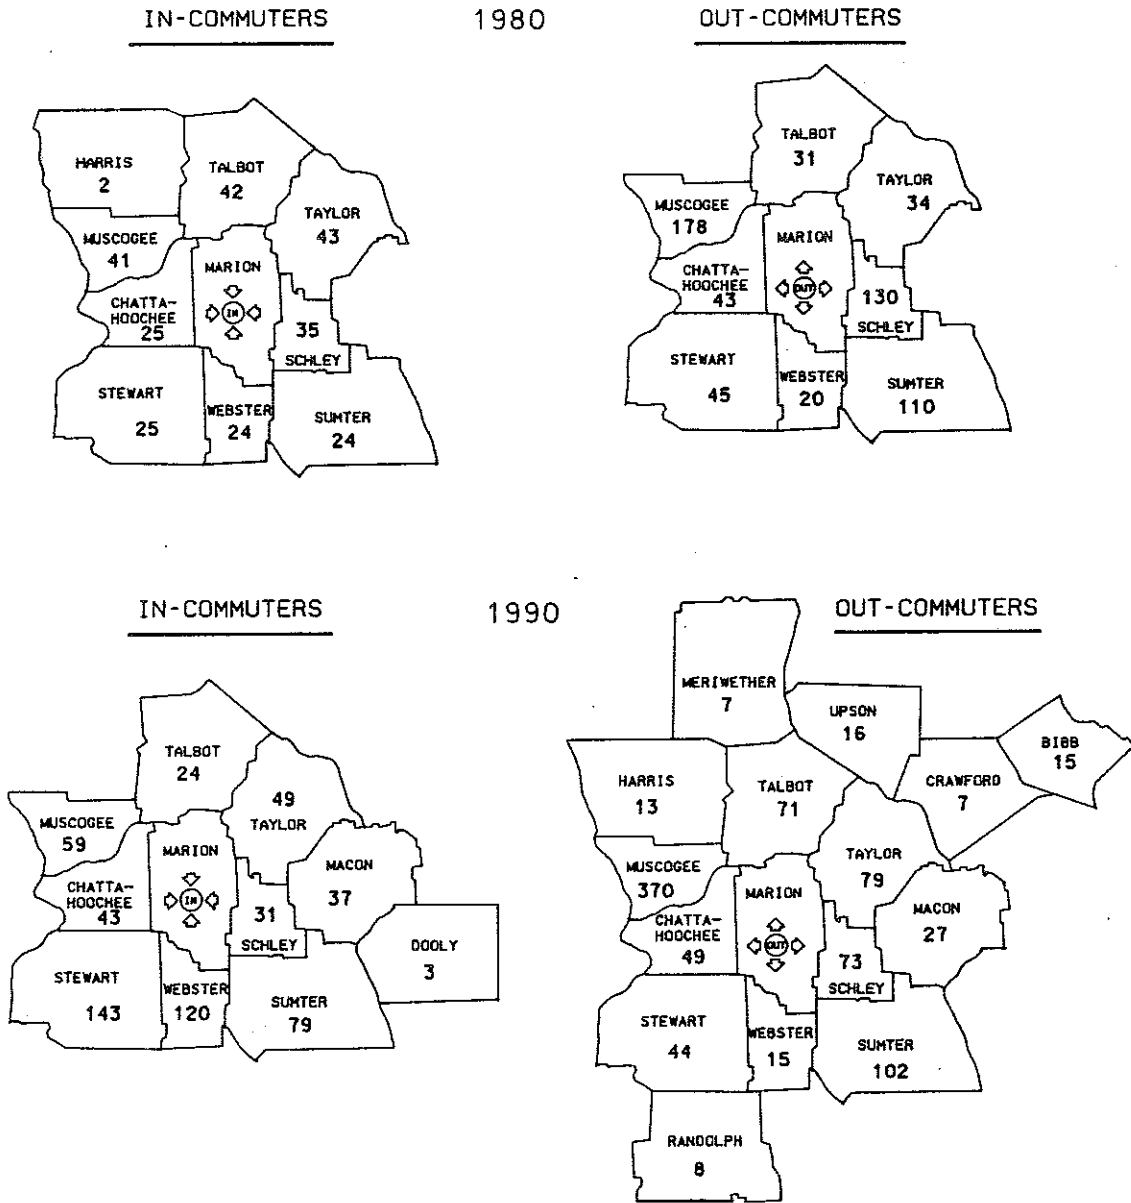 IN-COMMUTERS 1980 OUT-COMMUTERS
HARRIS
2
TALBOT
42
TAYLOR
43
MUSCOGEE
41
MARION
IN
CHATTA-
HOOCHEE
25
35
SCHLEY
STEWART
25
WEBSTER
24
SUMTER
24
TALBOT
31
TAYLOR
34
MUSCOGEE
178
MARION
OUT
CHATTA-
HOOCHEE
43
130
SCHLEY
STEWART
45
WEBSTER
20
SUMTER
110
IN-COMMUTERS 1990 OUT-COMMUTERS
TALBOT
24
49
TAYLOR
MUSCOGEE
59
MARION
IN
MACON
37
CHATTA-
HOOCHEE
43
31
SCHLEY
DOOLY
3
STEWART
143
WEBSTER
120
SUMTER
79
MERIWETHER
7
UPSON
16
BIBB
15
HARRIS
13
TALBOT
71
CRAWFORD
7
MUSCOGEE
370
MARION
OUT
TAYLOR
79
MACON
27
CHATTA-
HOOCHEE
49
73
SCHLEY
STEWART
44
WEBSTER
15
SUMTER
102
RANDOLPH
8